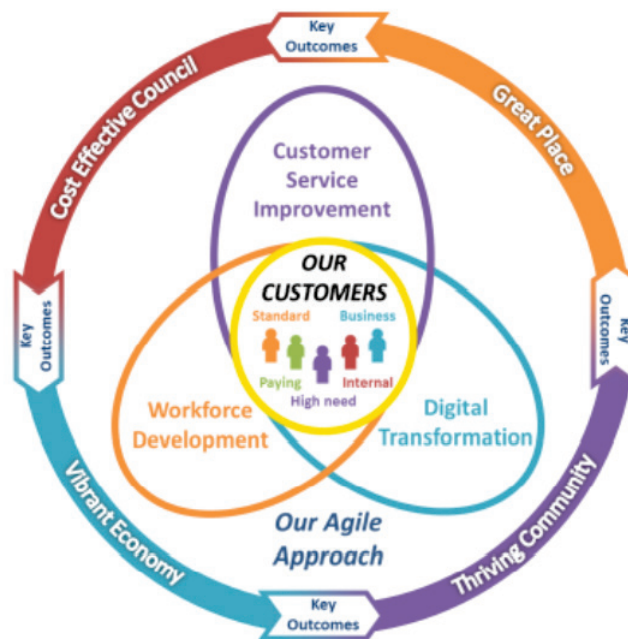 Key
Outcomes
Cost Effective Council
Great Place
Customer
Service
Improvement
OUR
CUSTOMERS
Standard Business
Paying Internal
High need
Key
Outcomes
Key
Outcomes
Workforce
Development
Digital
Transformation
Our Agile
Approach
Vibrant Economy
Thriving Community
Key
Outcomes